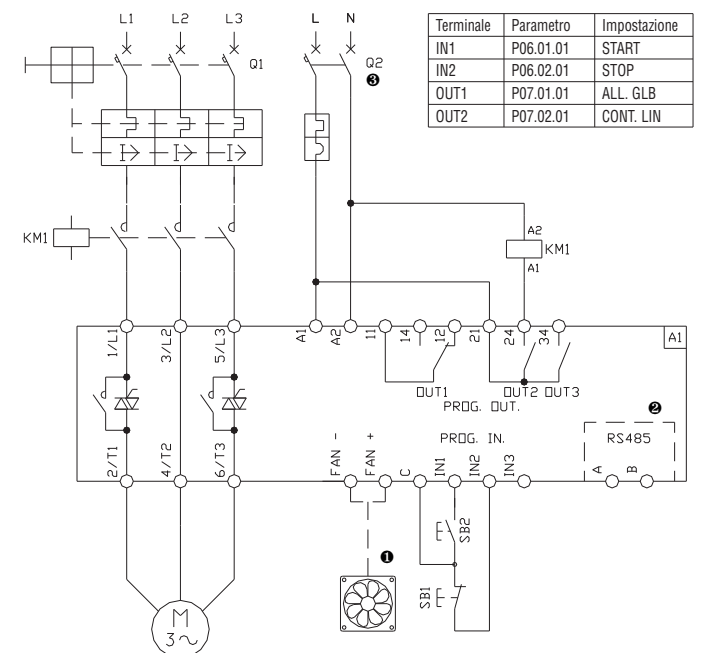 L1 L2 L3 L N
Q1
Q2
❸
Terminale Parametro Impostazione
IN1 P06.01.01 START
IN2 P06.02.01 STOP
OUT1 P07.01.01 ALL. GLB
OUT2 P07.02.01 CONT. LIN
I> I> I>
KM1
A2
KM1
A1
1/L1 3/L2 5/L3 A1 A2 11 14 12 21 24 34
A1
OUT1 OUT2 OUT3
PROG. OUT.
❷
PROG. IN.
RS485
2/T1 4/T2 6/T3 FAN - FAN + C IN1 IN2 IN3 A B
SB2
❶
SB1
M
3~